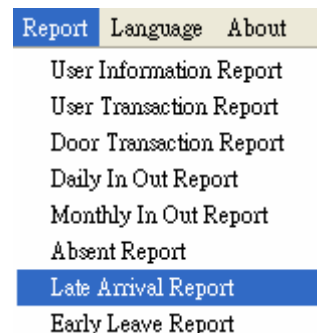 Report Language About
User Information Report
User Transaction Report
Door Transaction Report
Daily In Out Report
Monthly In Out Report
Absent Report
Late Arrival Report
Early Leave Report